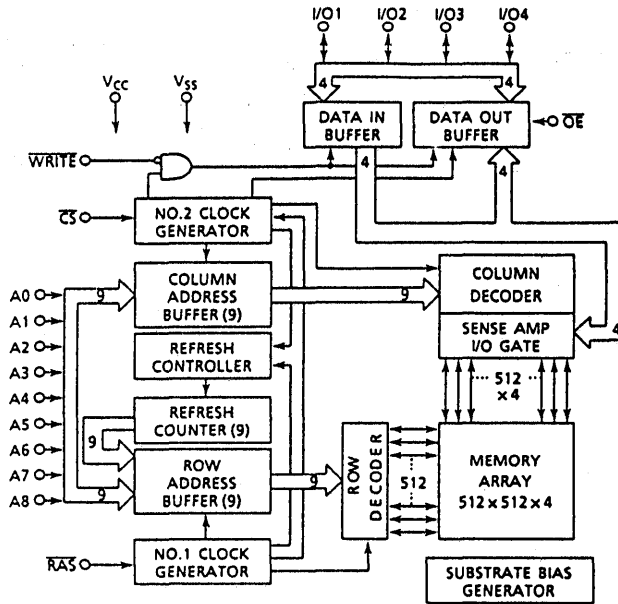 I/O1 I/O2 I/O3 I/O4
VCC VSS
4 4
DATA IN
BUFFER
DATA OUT
BUFFER
OE
WRITE
4 4
CS
NO.2 CLOCK
GENERATOR
A0
A1
A2
A3
A4
A5
A6
A7
A8
9
COLUMN
ADDRESS
BUFFER (9)
9
COLUMN
DECODER
SENSE AMP
I/O GATE
4
REFRESH
CONTROLLER
512
×4
REFRESH
COUNTER (9)
9
9
ROW
ADDRESS
BUFFER (9)
9
ROW
DECODER
512
MEMORY
ARRAY
512×512×4
RAS
NO.1 CLOCK
GENERATOR
SUBSTRATE BIAS
GENERATOR